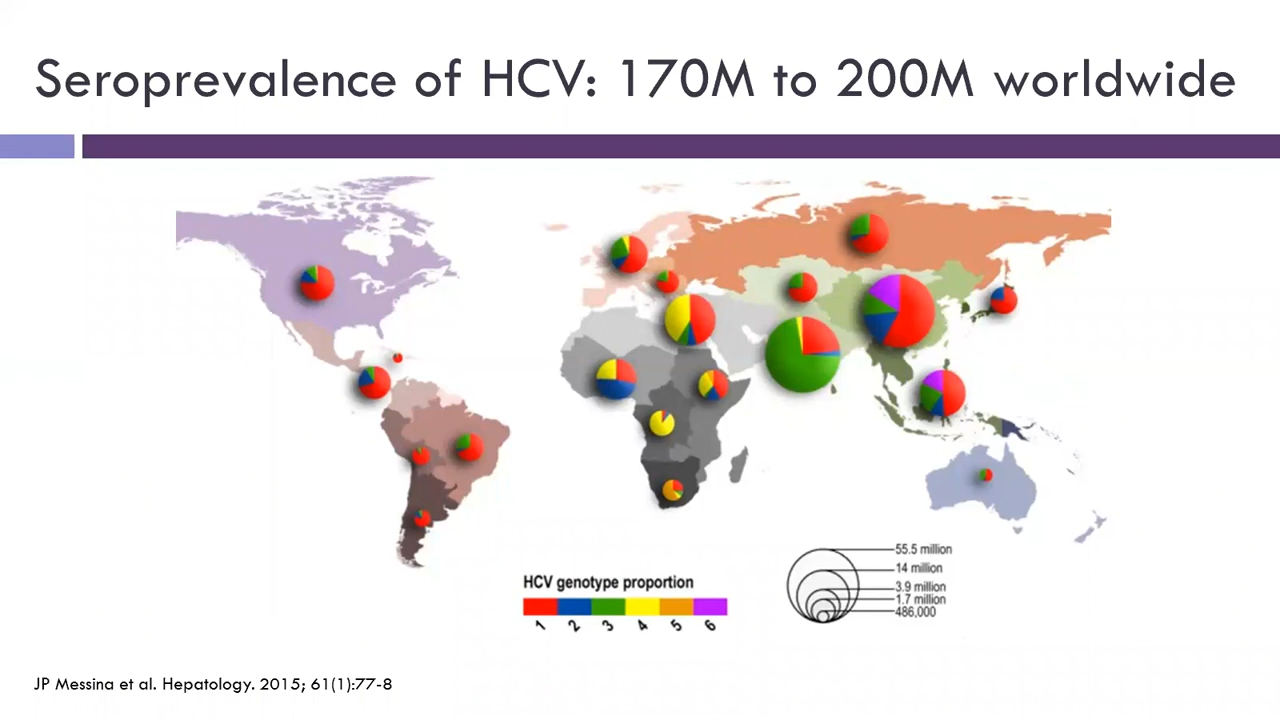 Seroprevalence of HCV: 170M to 200M worldwide
HCV genotype proportion
1 2 3 4 5 6
55.5 million
14 million
3.9 million
1.7 million
486,000
JP Messina et al. Hepatology. 2015; 61(1):77-8